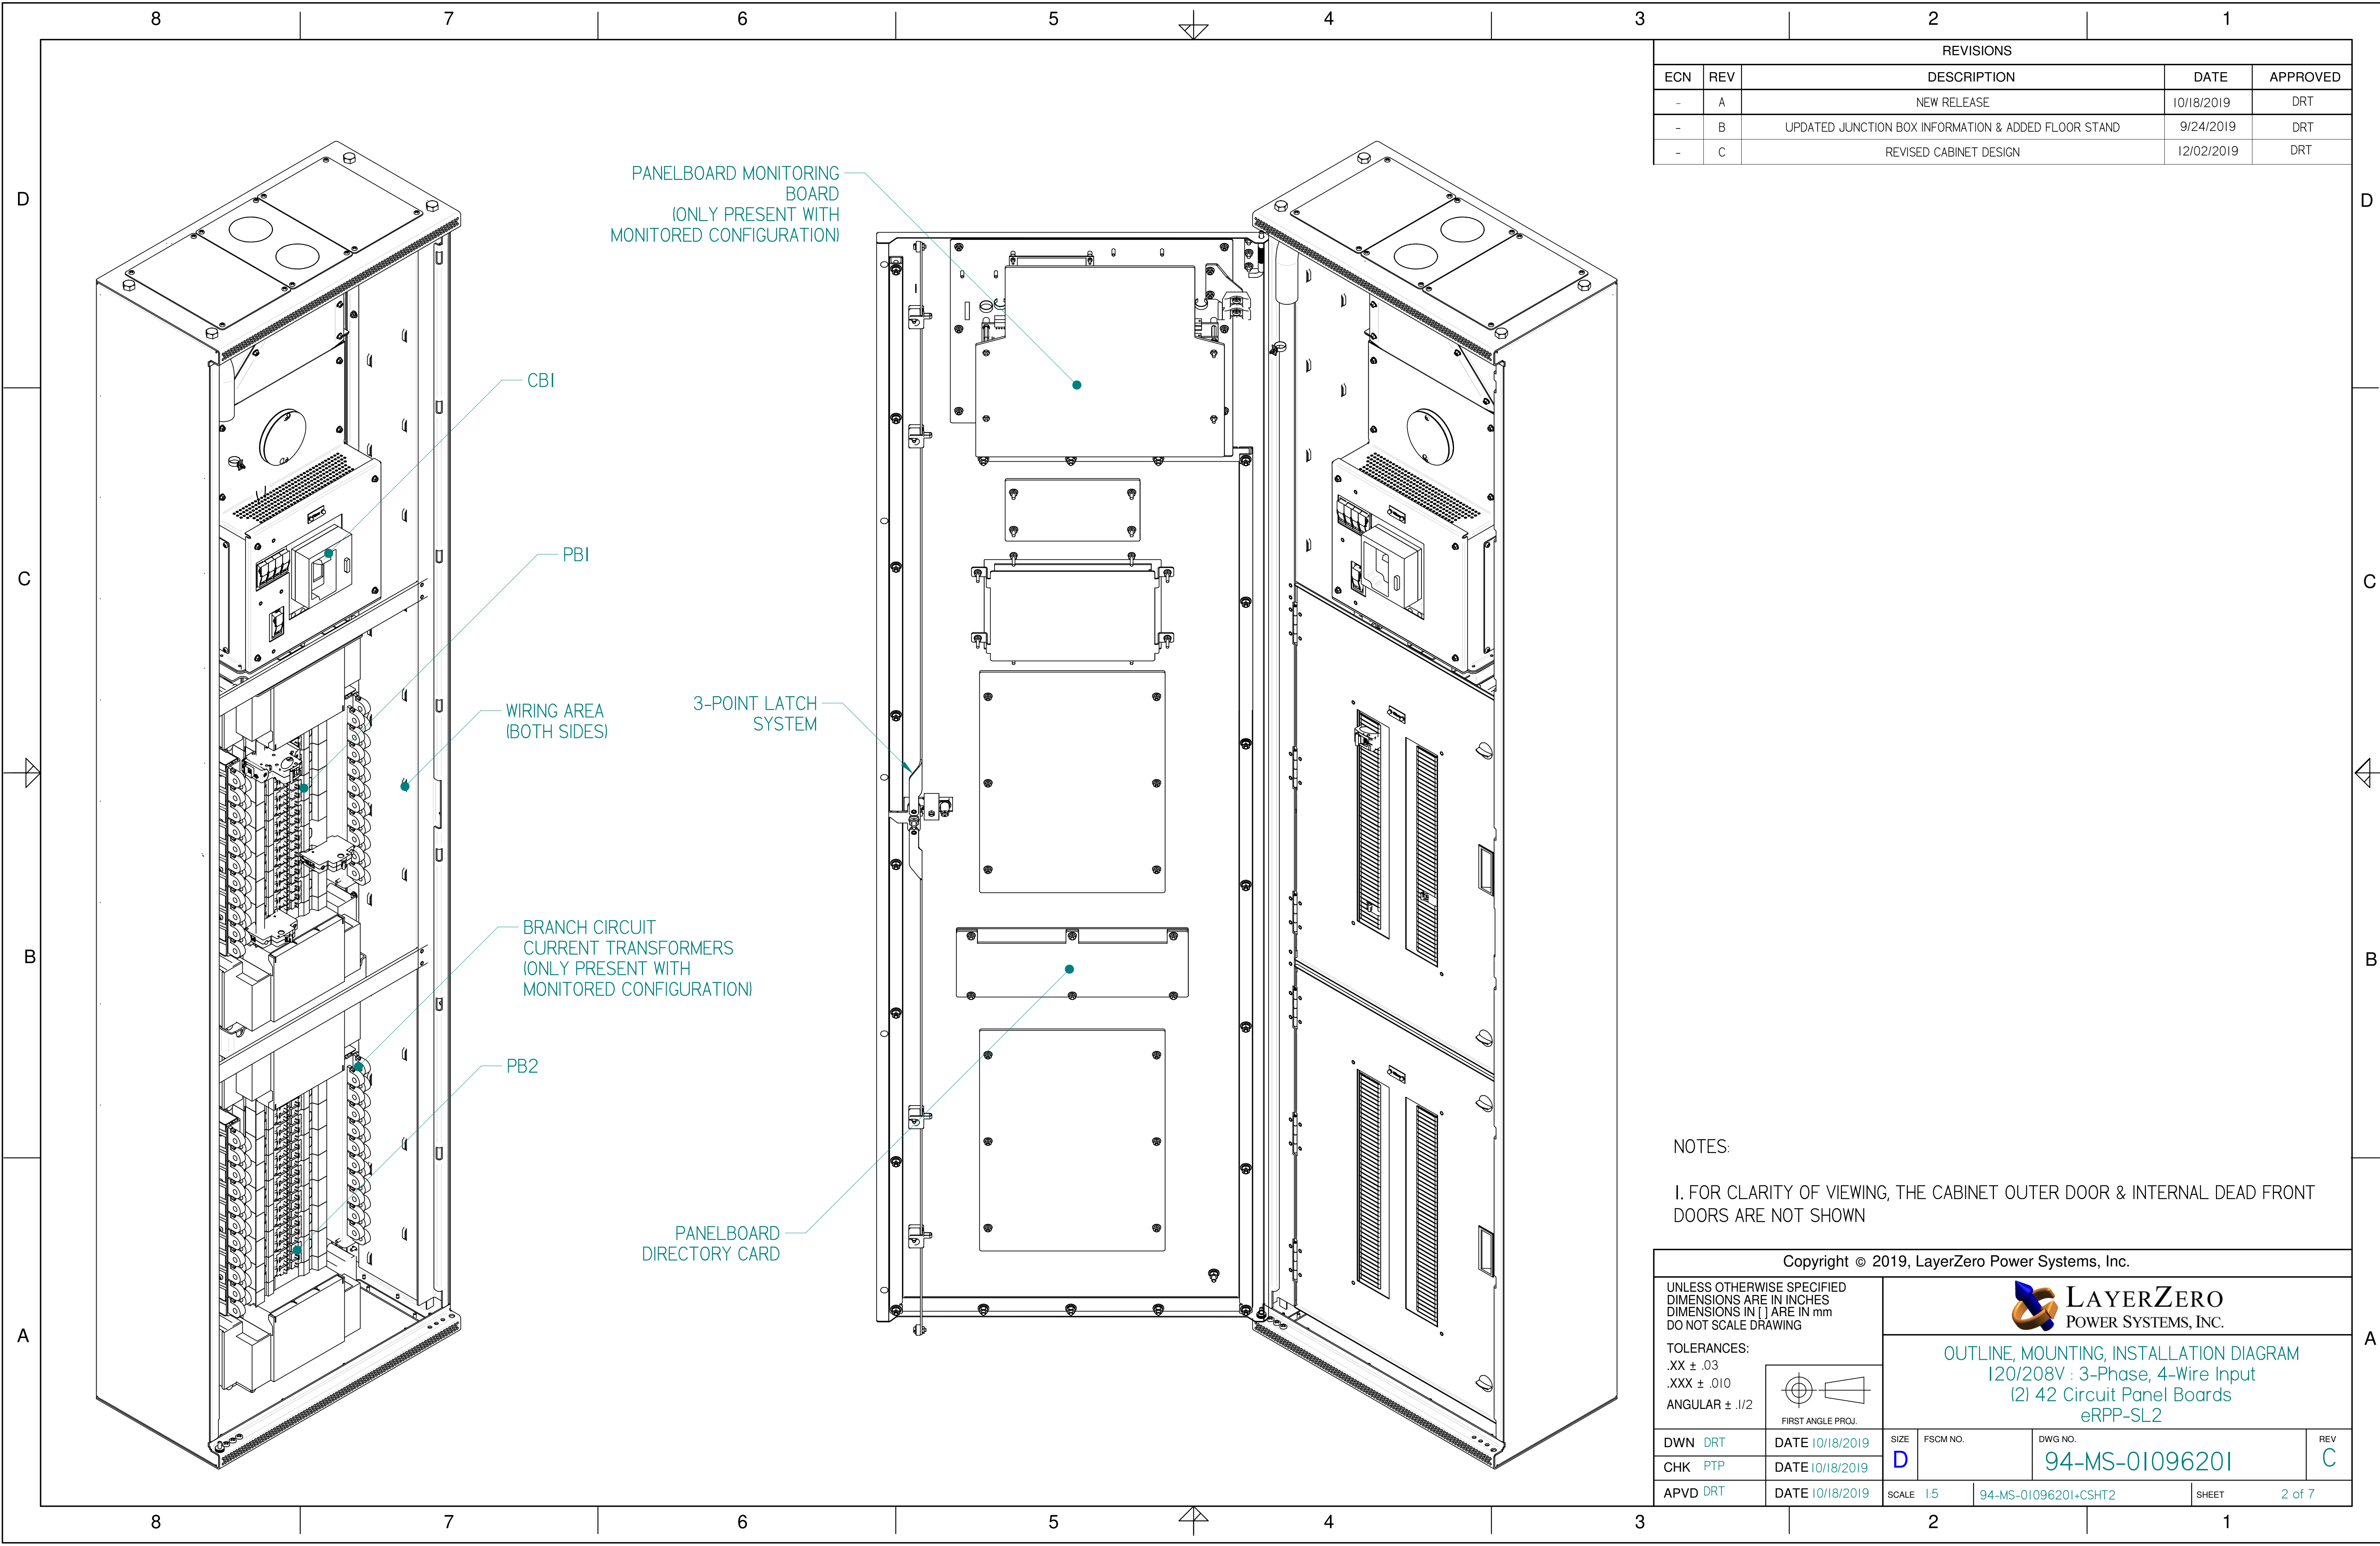 8 7 6 5 4 3 2 1
REVISIONS
ECN REV DESCRIPTION DATE APPROVED
- A NEW RELEASE 10/18/2019 DRT
- B UPDATED JUNCTION BOX INFORMATION & ADDED FLOOR STAND 9/24/2019 DRT
- C REVISED CABINET DESIGN 12/02/2019 DRT
D D
PANELBOARD MONITORING
BOARD
(ONLY PRESENT WITH
MONITORED CONFIGURATION)
CB1
PB1
C C
WIRING AREA
(BOTH SIDES)
3-POINT LATCH
SYSTEM
BRANCH CIRCUIT
CURRENT TRANSFORMERS
(ONLY PRESENT WITH
MONITORED CONFIGURATION)
B B
PB2
PANELBOARD
DIRECTORY CARD
NOTES:
1. FOR CLARITY OF VIEWING, THE CABINET OUTER DOOR & INTERNAL DEAD FRONT
DOORS ARE NOT SHOWN
Copyright © 2019, LayerZero Power Systems, Inc.
UNLESS OTHERWISE SPECIFIED
DIMENSIONS ARE IN INCHES
DIMENSIONS IN [ ] ARE IN mm
DO NOT SCALE DRAWING
TOLERANCES:
.XX ± .03
.XXX ± .010
ANGULAR ± .1/2
FIRST ANGLE PROJ.
LAYERZERO
POWER SYSTEMS, INC.
OUTLINE, MOUNTING, INSTALLATION DIAGRAM
120/208V : 3-Phase, 4-Wire Input
(2) 42 Circuit Panel Boards
eRPP-SL2
A A
DWN DRT DATE 10/18/2019
CHK PTP DATE 10/18/2019
APVD DRT DATE 10/18/2019
SIZE D FSCM NO. DWG NO. 94-MS-01096201 REV C
SCALE 1:5 94-MS-01096201+CSHT2 SHEET 2 of 7
8 7 6 5 4 3 2 1